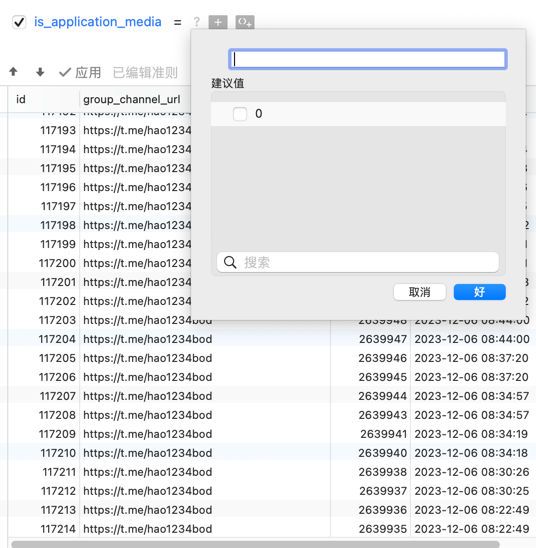 is_application_media = ?
应用 已编辑准则
建议值
0
搜索
取消 好
id group_channel_url
117193 https://t.me/hao1234
117194 https://t.me/hao1234
117195 https://t.me/hao1234
117196 https://t.me/hao1234
117197 https://t.me/hao1234
117198 https://t.me/hao1234
117199 https://t.me/hao1234
117200 https://t.me/hao1234
117201 https://t.me/hao1234
117202 https://t.me/hao1234
117203 https://t.me/hao1234bod 2639948 2023-12-06 08:44:00
117204 https://t.me/hao1234bod 2639947 2023-12-06 08:44:00
117205 https://t.me/hao1234bod 2639946 2023-12-06 08:37:20
117206 https://t.me/hao1234bod 2639945 2023-12-06 08:37:20
117207 https://t.me/hao1234bod 2639944 2023-12-06 08:34:57
117208 https://t.me/hao1234bod 2639943 2023-12-06 08:34:57
117209 https://t.me/hao1234bod 2639941 2023-12-06 08:34:19
117210 https://t.me/hao1234bod 2639940 2023-12-06 08:34:18
117211 https://t.me/hao1234bod 2639938 2023-12-06 08:30:26
117212 https://t.me/hao1234bod 2639937 2023-12-06 08:30:25
117213 https://t.me/hao1234bod 2639936 2023-12-06 08:22:49
117214 https://t.me/hao1234bod 2639935 2023-12-06 08:22:49